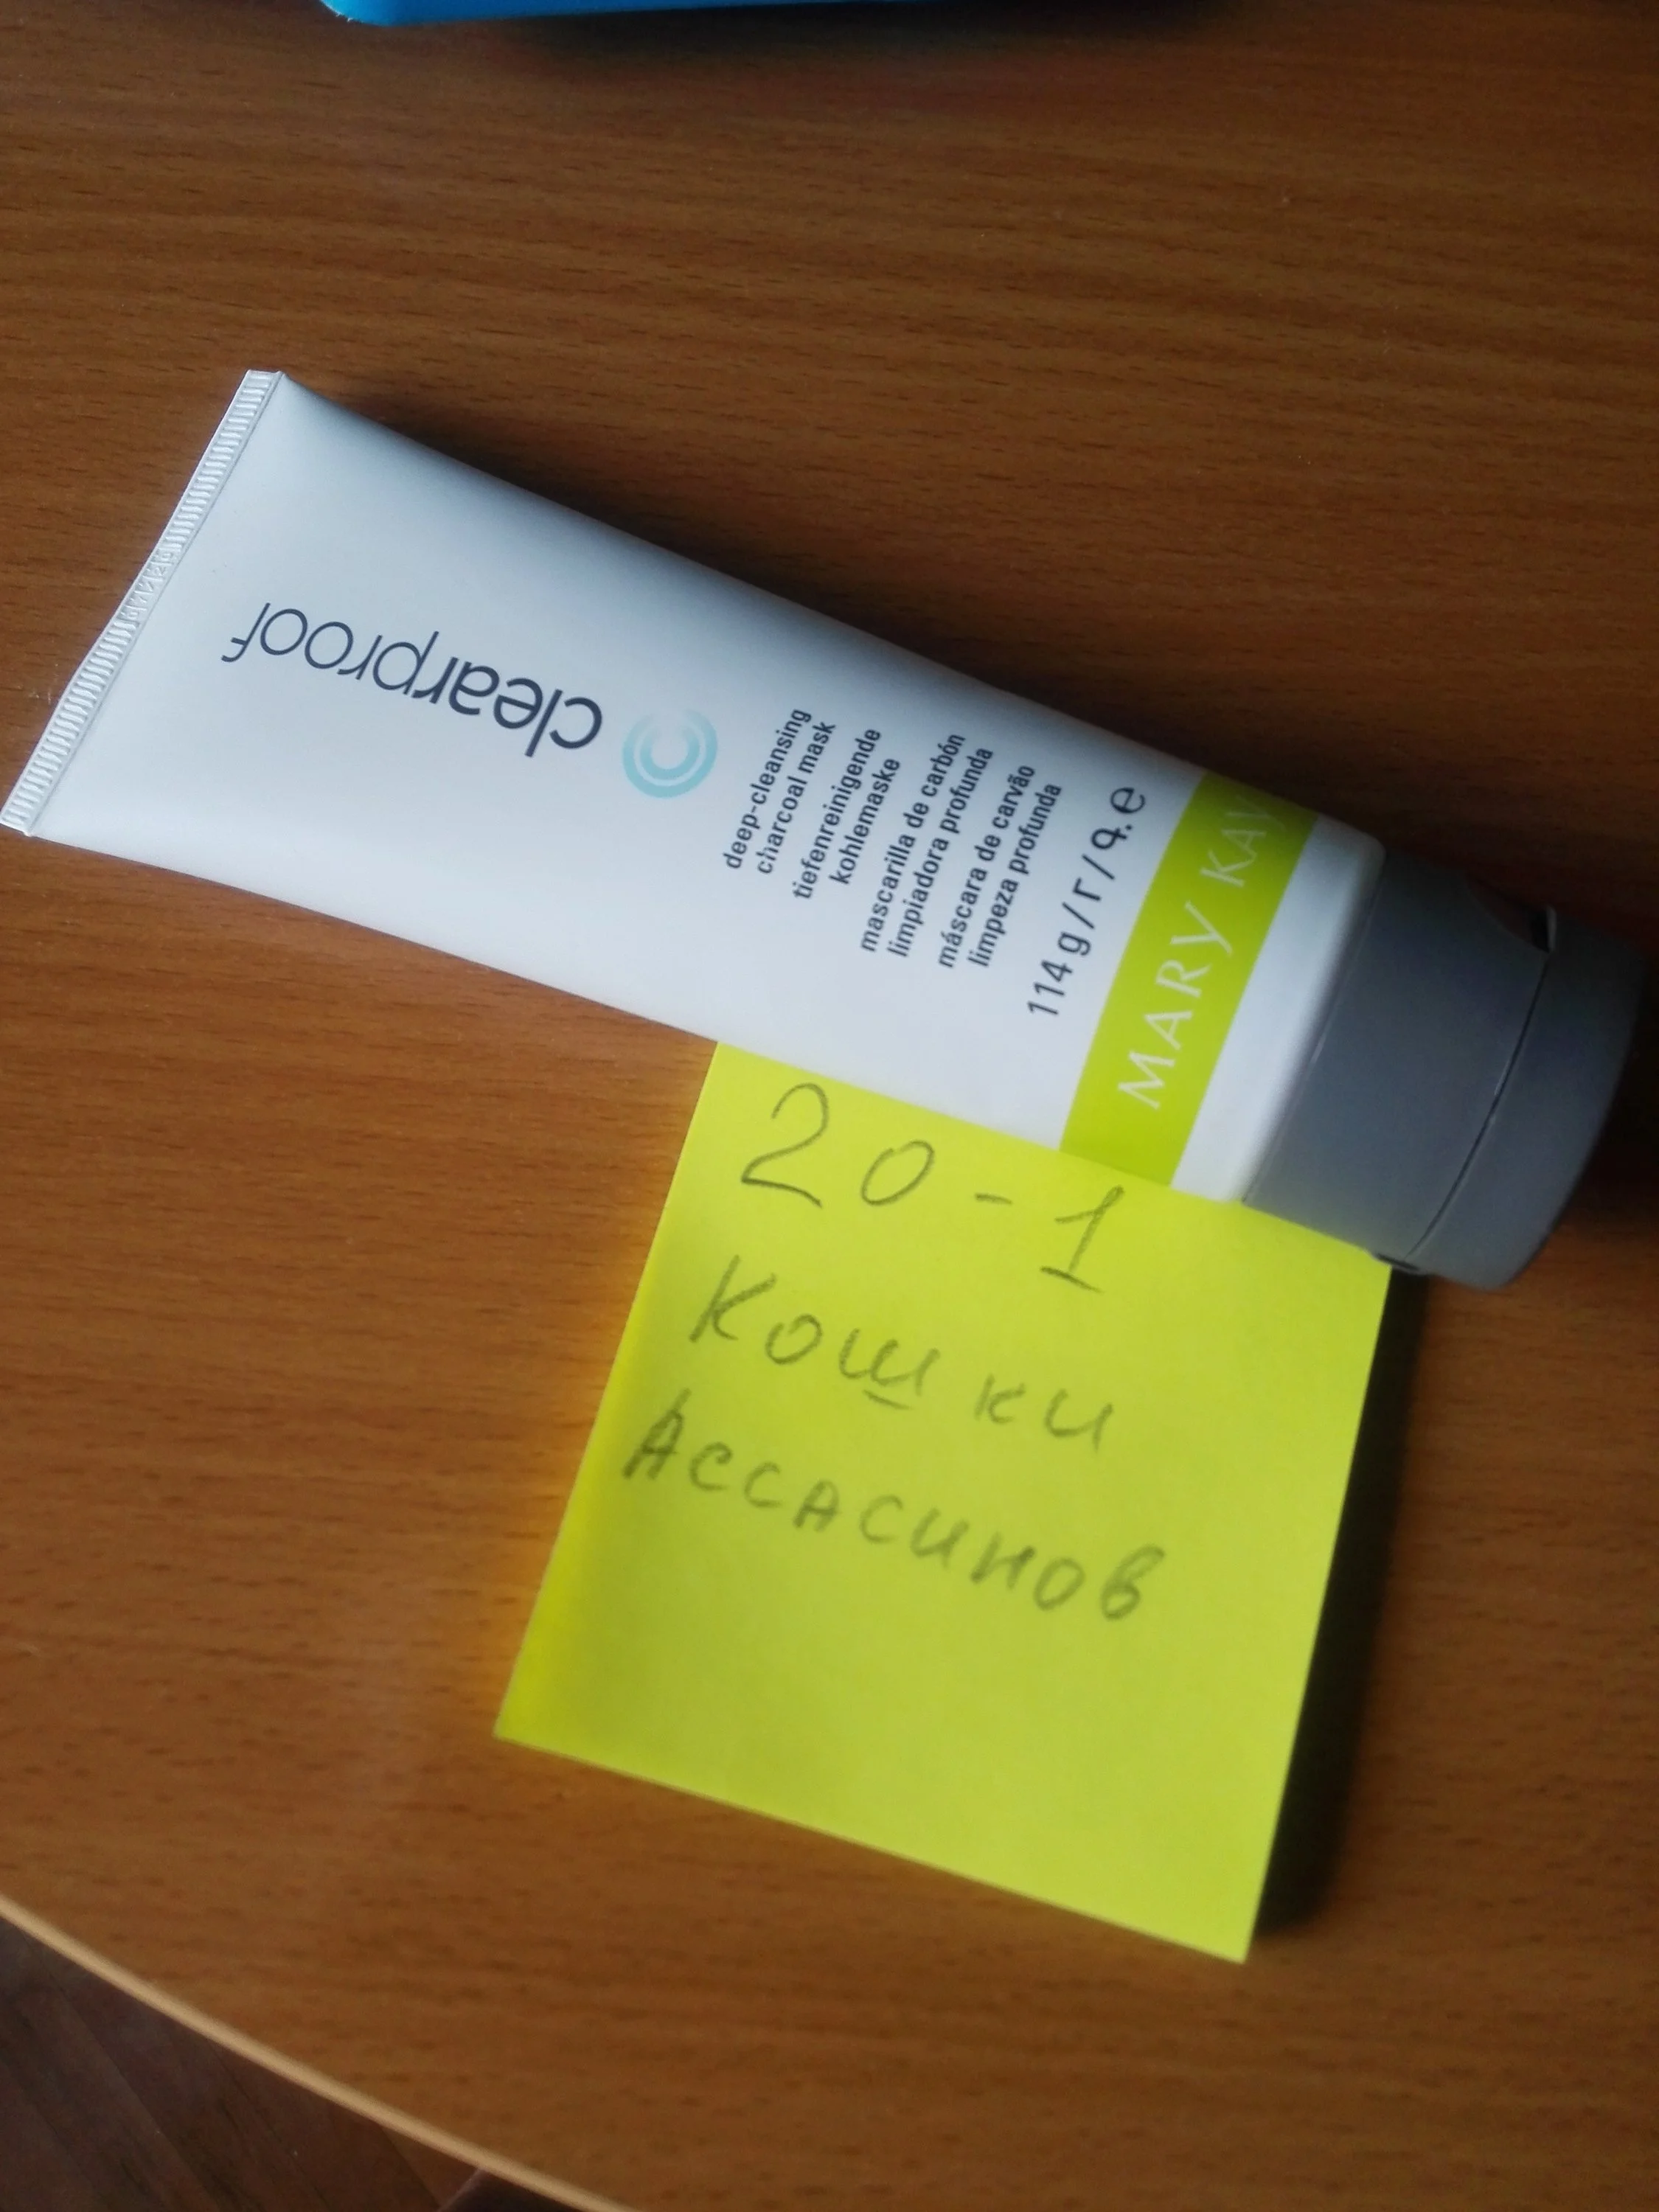 clearproof
deep-cleansing
charcoal mask
tiefenreinigende
kohlemaske
mascarilla de carbón
limpiadora profunda
máscara de carvão
limpeza profunda
114 g/г/գ. e
MARY KAY
20-1
Кошки
Ассасинов